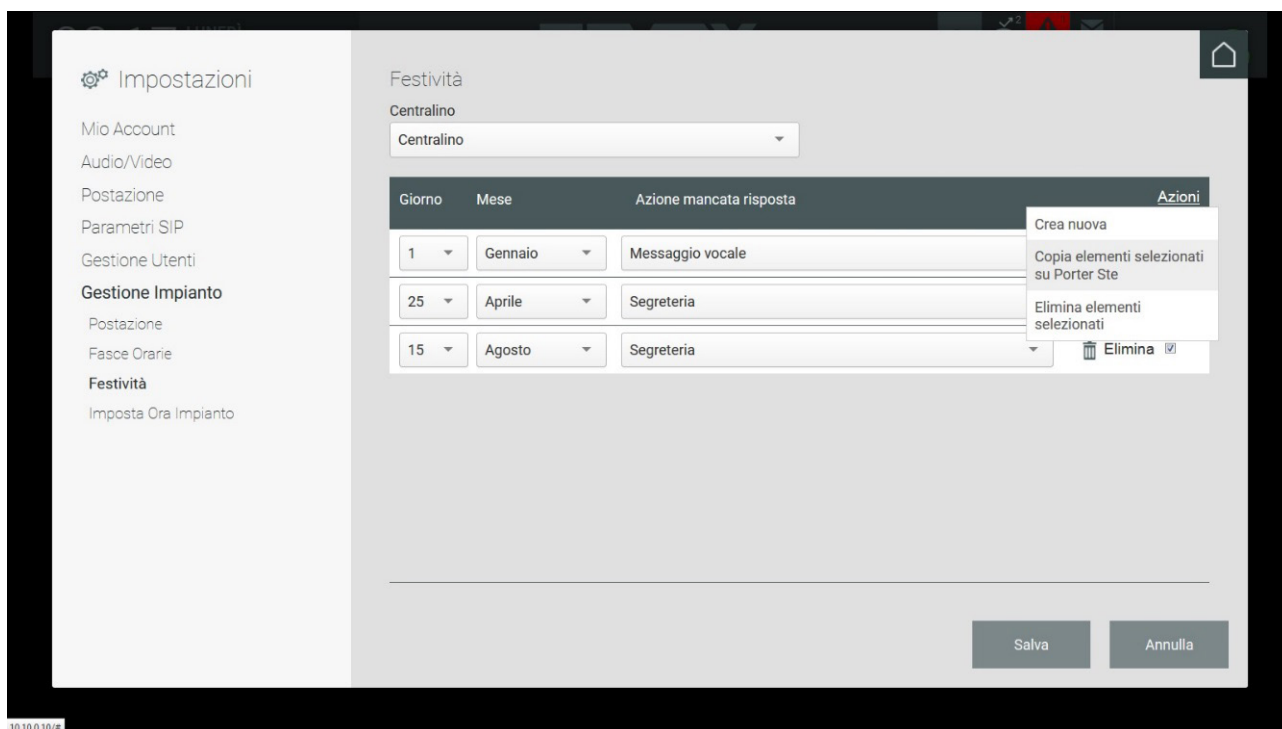 Impostazioni
Mio Account
Audio/Video
Postazione
Parametri SIP
Gestione Utenti
Gestione Impianto
Postazione
Fasce Orarie
Festività
Imposta Ora Impianto
Festività
Centralino
Centralino
Giorno Mese Azione mancata risposta Azioni
Crea nuova
Copia elementi selezionati
su Porter Ste
Elimina elementi
selezionati
1 Gennaio Messaggio vocale
25 Aprile Segreteria
15 Agosto Segreteria Elimina
Salva Annulla